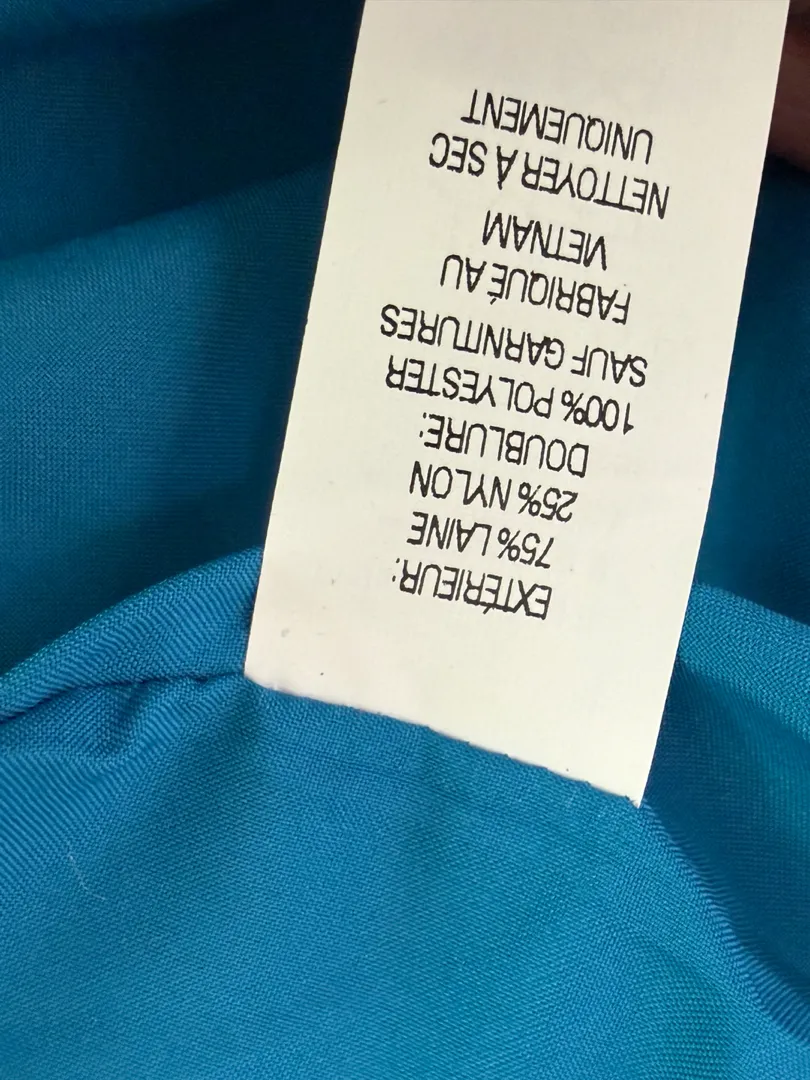 EXTÉRIEUR:
75% LAINE
25% NYLON
DOUBLURE:
100% POLYESTER
SAUF GARNITURES
FABRIQUÉ AU
VIETNAM
NETTOYER À SEC
UNIQUEMENT